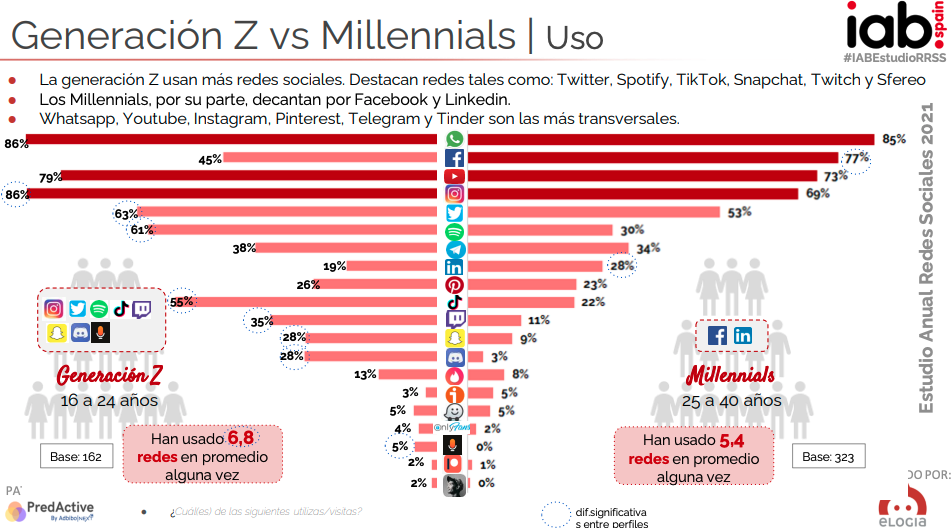 Generación Z vs Millennials | Uso
iab.
spain
#IABEstudioRRSS
● La generación Z usan más redes sociales. Destacan redes tales como: Twitter, Spotify, TikTok, Snapchat, Twitch y Sfereo
● Los Millennials, por su parte, decantan por Facebook y Linkedin.
● Whatsapp, Youtube, Instagram, Pinterest, Telegram y Tinder son las más transversales.
86% 85%
45% 77%
79% 73%
86% 69%
63% 53%
61% 30%
38% 34%
19% 28%
26% 23%
55% 22%
35% 11%
28% 9%
28% 3%
13% 8%
3% 5%
5% 5%
4% 2%
5% 0%
2% 1%
2% 0%
Generación Z
16 a 24 años
Han usado 6,8
redes en promedio
alguna vez
Base: 162
Millennials
25 a 40 años
Han usado 5,4
redes en promedio
alguna vez
Base: 323
Estudio Anual Redes Sociales 2021
PredActive
¿Cuál(es) de las siguientes utilizas/visitas?
dif.significativa
s entre perfiles
DO POR:
eLOGIA